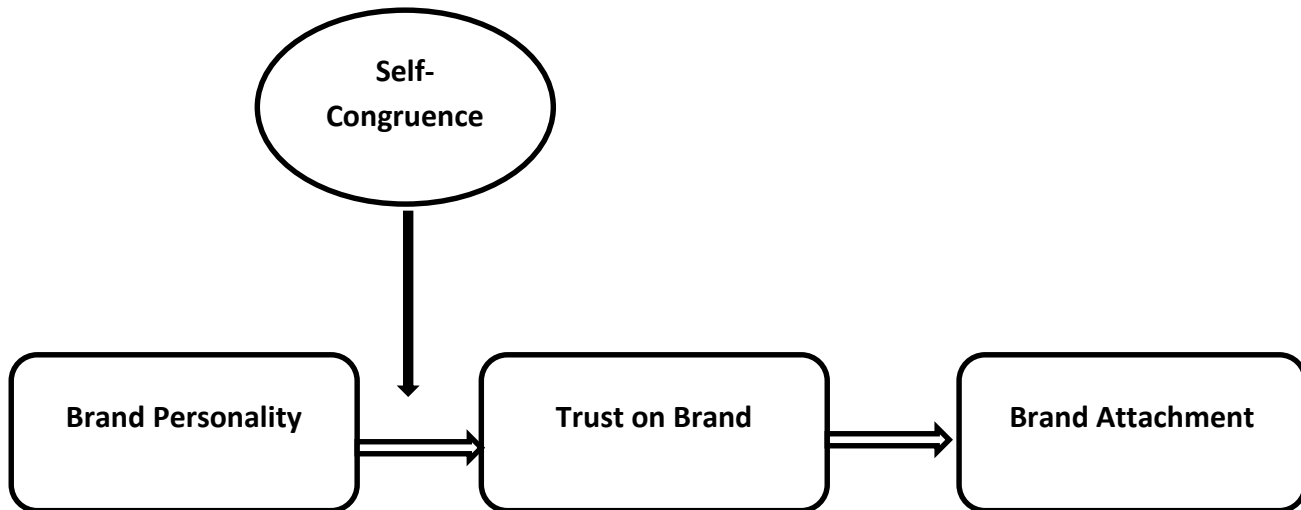 Self-
Congruence
Brand Personality
Trust on Brand
Brand Attachment